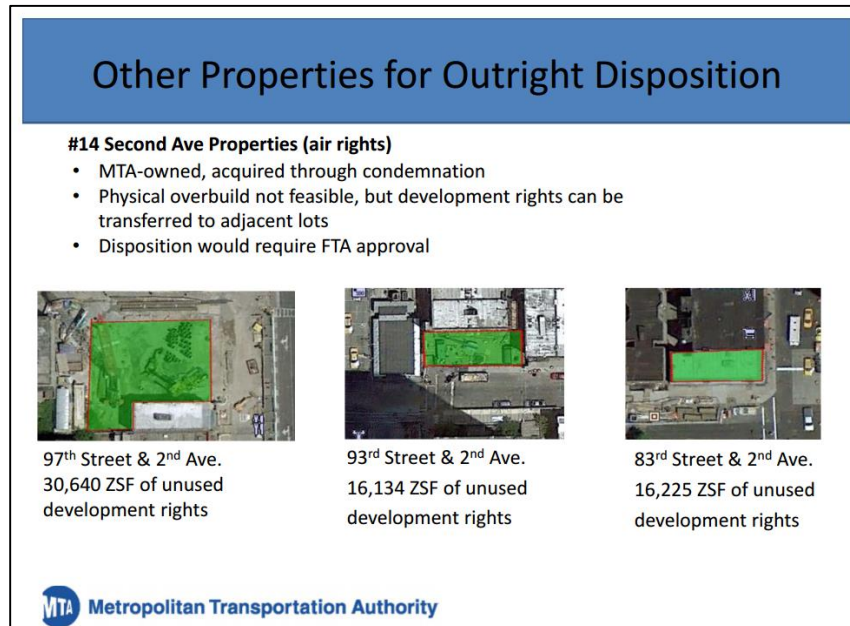 Other Properties for Outright Disposition
#14 Second Ave Properties (air rights)
• MTA-owned, acquired through condemnation
• Physical overbuild not feasible, but development rights can be
transferred to adjacent lots
• Disposition would require FTA approval
97th Street & 2nd Ave.
30,640 ZSF of unused
development rights
93rd Street & 2nd Ave.
16,134 ZSF of unused
development rights
83rd Street & 2nd Ave.
16,225 ZSF of unused
development rights
MTA Metropolitan Transportation Authority